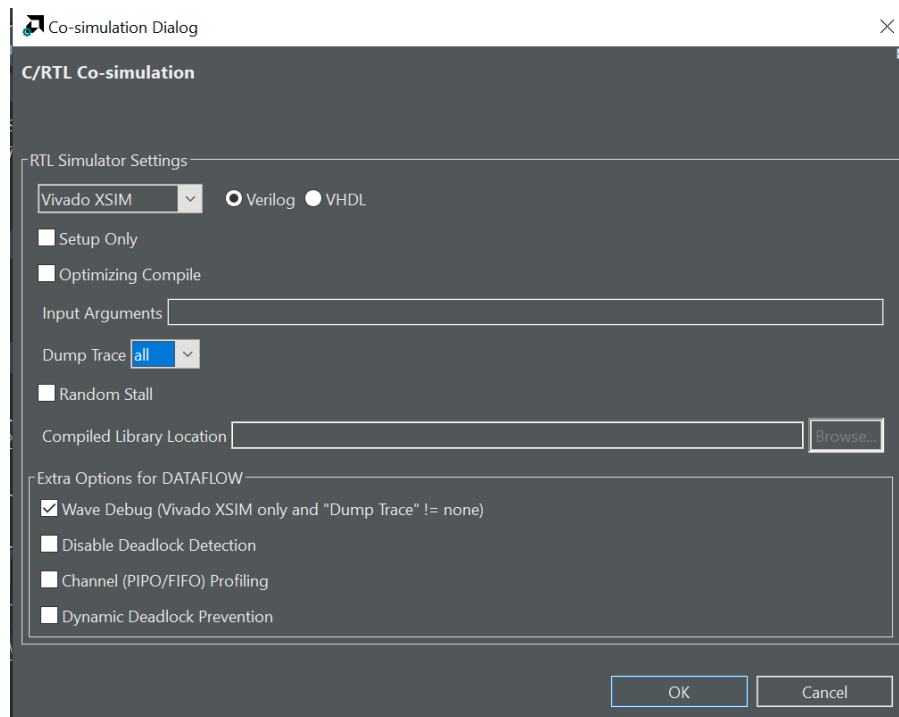 Co-simulation Dialog
C/RTL Co-simulation
RTL Simulator Settings
Vivado XSIM Verilog VHDL
Setup Only
Optimizing Compile
Input Arguments
Dump Trace all
Random Stall
Compiled Library Location Browse...
Extra Options for DATAFLOW
Wave Debug (Vivado XSIM only and "Dump Trace" != none)
Disable Deadlock Detection
Channel (PIPO/FIFO) Profiling
Dynamic Deadlock Prevention
OK Cancel